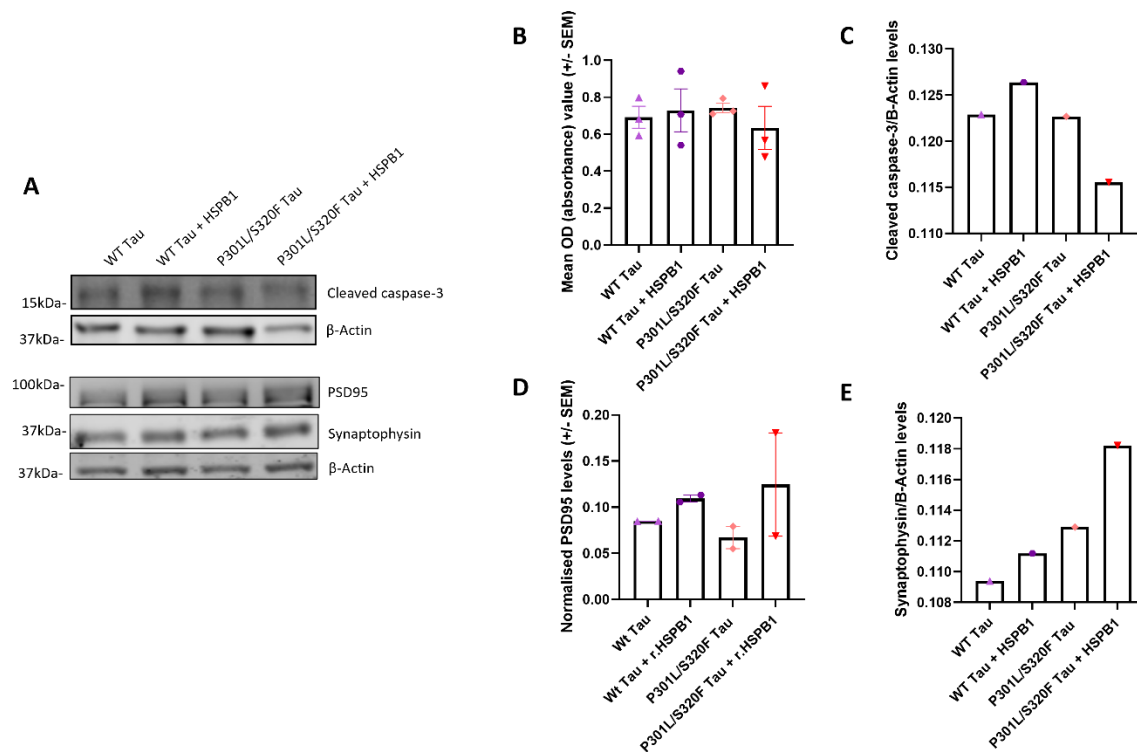 A
WT Tau
WT Tau + HSPB1
P301L/S320F Tau
P301L/S320F Tau + HSPB1
15kDa-
Cleaved caspase-3
37kDa-
β-Actin
100kDa-
PSD95
37kDa-
Synaptophysin
37kDa-
β-Actin
B
Mean OD (absorbance) value (+/- SEM)
1.0
0.8
0.6
0.4
0.2
0.0
WT Tau
WT Tau + HSPB1
P301L/S320F Tau
P301L/S320F Tau + HSPB1
C
Cleaved caspase-3/B-Actin levels
0.130
0.125
0.120
0.115
0.110
WT Tau
WT Tau + HSPB1
P301L/S320F Tau
P301L/S320F Tau + HSPB1
D
Normalised PSD95 levels (+/- SEM)
0.20
0.15
0.10
0.05
0.00
Wt Tau
Wt Tau + r.HSPB1
P301L/S320F Tau
P301L/S320F Tau + r.HSPB1
E
Synaptophysin/B-Actin levels
0.120
0.118
0.116
0.114
0.112
0.110
0.108
WT Tau
WT Tau + HSPB1
P301L/S320F Tau
P301L/S320F Tau + HSPB1